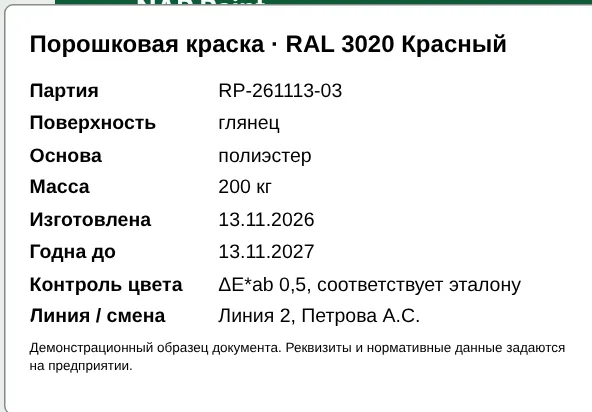 Порошковая краска · RAL 3020 Красный
Партия RP-261113-03
Поверхность глянец
Основа полиэстер
Масса 200 кг
Изготовлена 13.11.2026
Годна до 13.11.2027
Контроль цвета ΔE*ab 0,5, соответствует эталону
Линия / смена Линия 2, Петрова А.С.
Демонстрационный образец документа. Реквизиты и нормативные данные задаются
на предприятии.